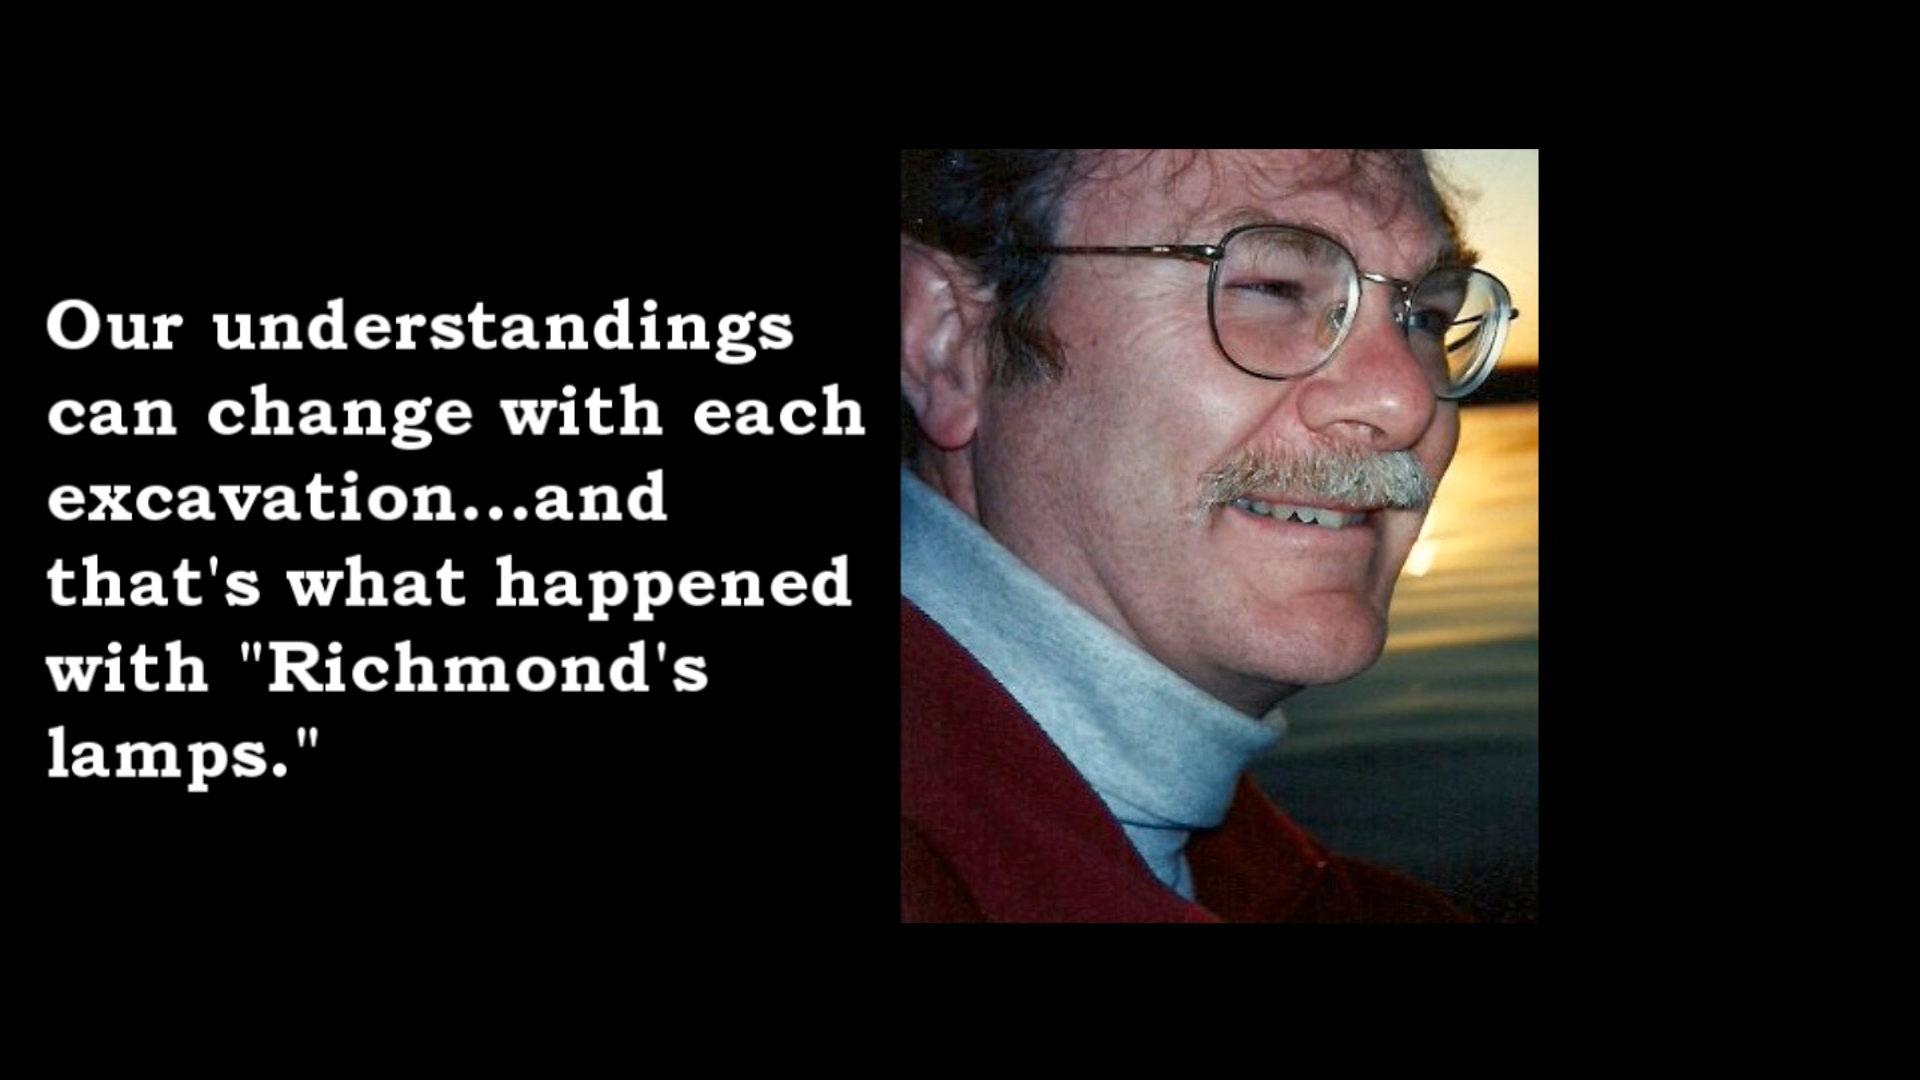 Our understandings
can change with each
excavation...and
that's what happened
with "Richmond's
lamps."